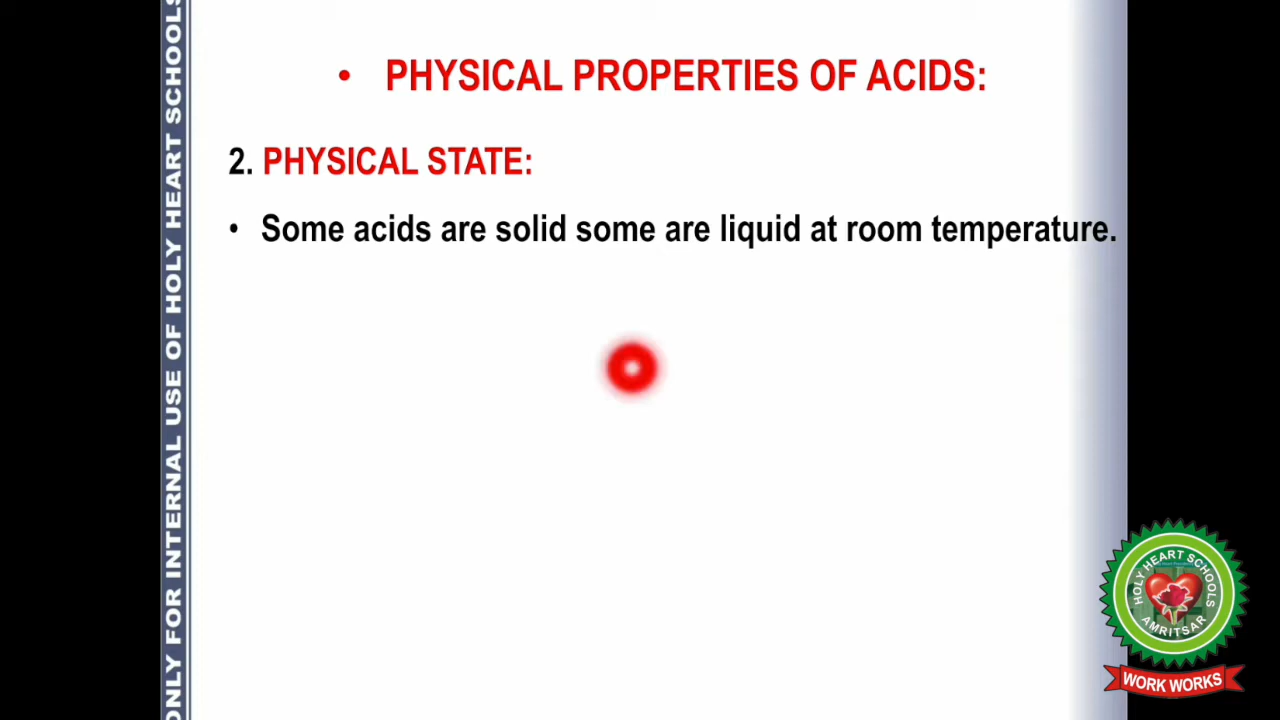 • PHYSICAL PROPERTIES OF ACIDS:
2. PHYSICAL STATE:
• Some acids are solid some are liquid at room temperature.
ONLY FOR INTERNAL USE OF HOLY HEART SCHOOLS
HOLY HEART SCHOOLS
AMRITSAR
WORK WORKS